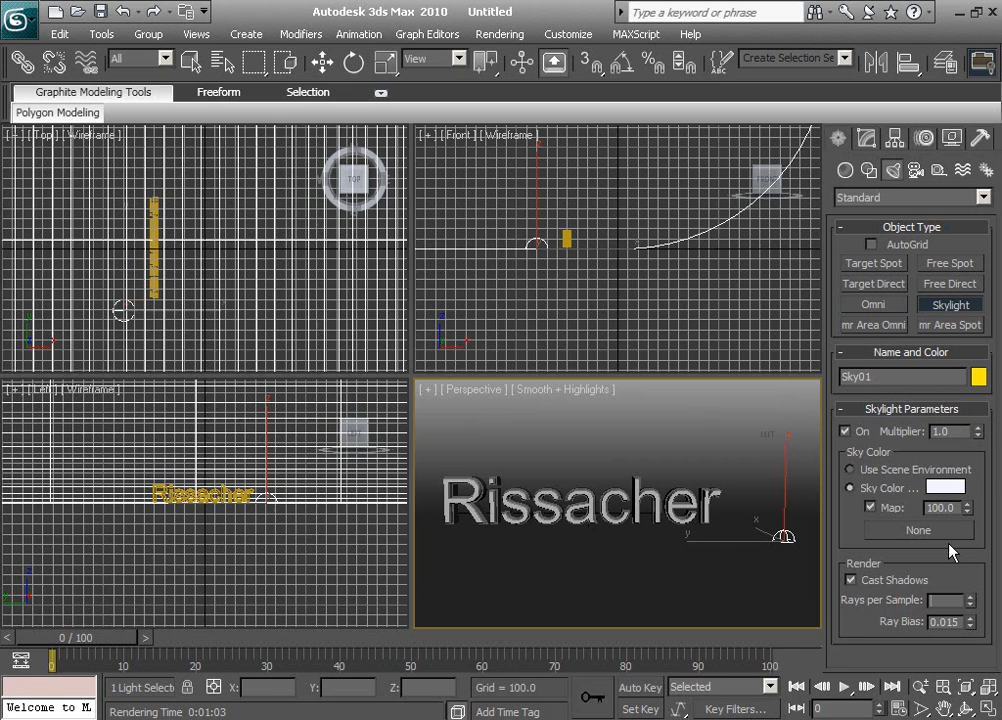 Autodesk 3ds Max 2010 Untitled
Type a keyword or phrase
Edit Tools Group Views Create Modifiers Animation Graph Editors Rendering Customize MAXScript Help
All
View
3
Create Selection Se
Graphite Modeling Tools Freeform Selection
Polygon Modeling
[ – ] [ Top ] [ Wireframe ]
[ + ] [ Front ] [ Wireframe ]
TOP
Standard
Object Type
AutoGrid
Target Spot Free Spot
Target Direct Free Direct
Omni Skylight
mr Area Omni mr Area Spot
Name and Color
Sky01
[ + ] [ Left ] [ Wireframe ]
[ + ] [ Perspective ] [ Smooth + Highlights ]
LEFT
Rissacher
Rissacher
x
y
z
Skylight Parameters
On Multiplier: 1.0
Sky Color
Use Scene Environment
Sky Color ...
Map: 100.0
None
Render
Cast Shadows
Rays per Sample:
Ray Bias: 0.015
0 / 100
0 10 20 30 40 50 60 70 80 90 100
1 Light Select
X: Y: Z:
Grid = 100.0
Auto Key Selected
Welcome to M
Rendering Time 0:01:03
Add Time Tag
Set Key Key Filters...
0